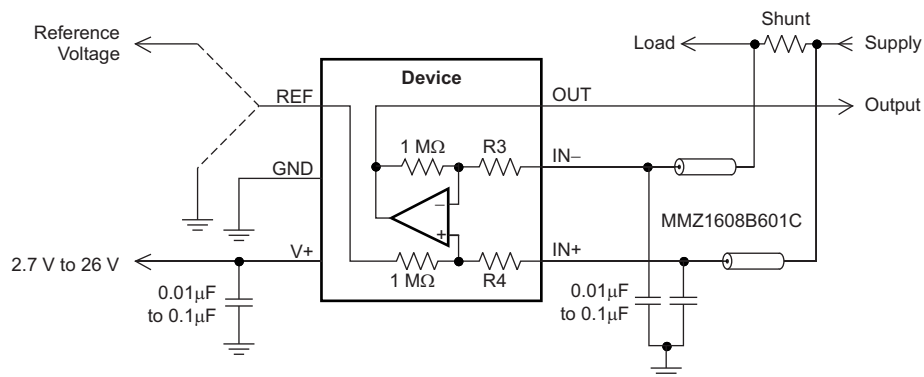 Shunt
Reference
Voltage
Load
Supply
Device
REF
OUT
Output
1 MΩ
R3
IN−
GND
−
MMZ1608B601C
+
V+
IN+
2.7 V to 26 V
1 MΩ
R4
0.01μF
to 0.1μF
0.01μF
to 0.1μF